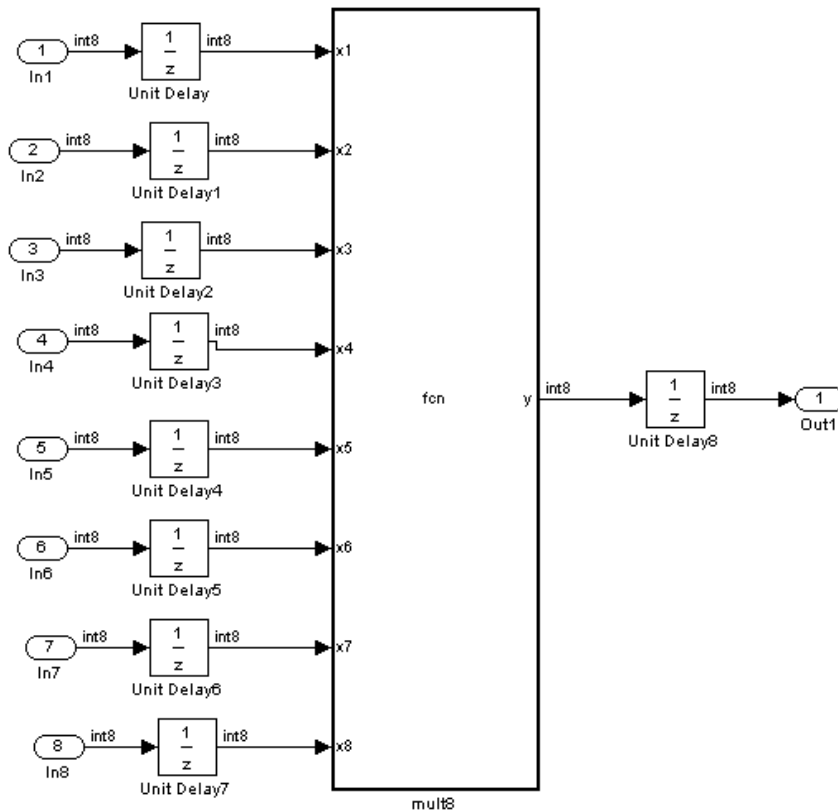 1 int8 1 int8 x1
z
In1 Unit Delay
2 int8 1 int8 x2
z
In2 Unit Delay1
3 int8 1 int8 x3
z
In3 Unit Delay2
4 int8 1 int8 x4
z
In4 Unit Delay3
fcn y int8 1 int8 1
z
Unit Delay8 Out1
5 int8 1 int8 x5
z
In5 Unit Delay4
6 int8 1 int8 x6
z
In6 Unit Delay5
7 int8 1 int8 x7
z
In7 Unit Delay6
8 int8 1 int8 x8
z
In8 Unit Delay7
mult8